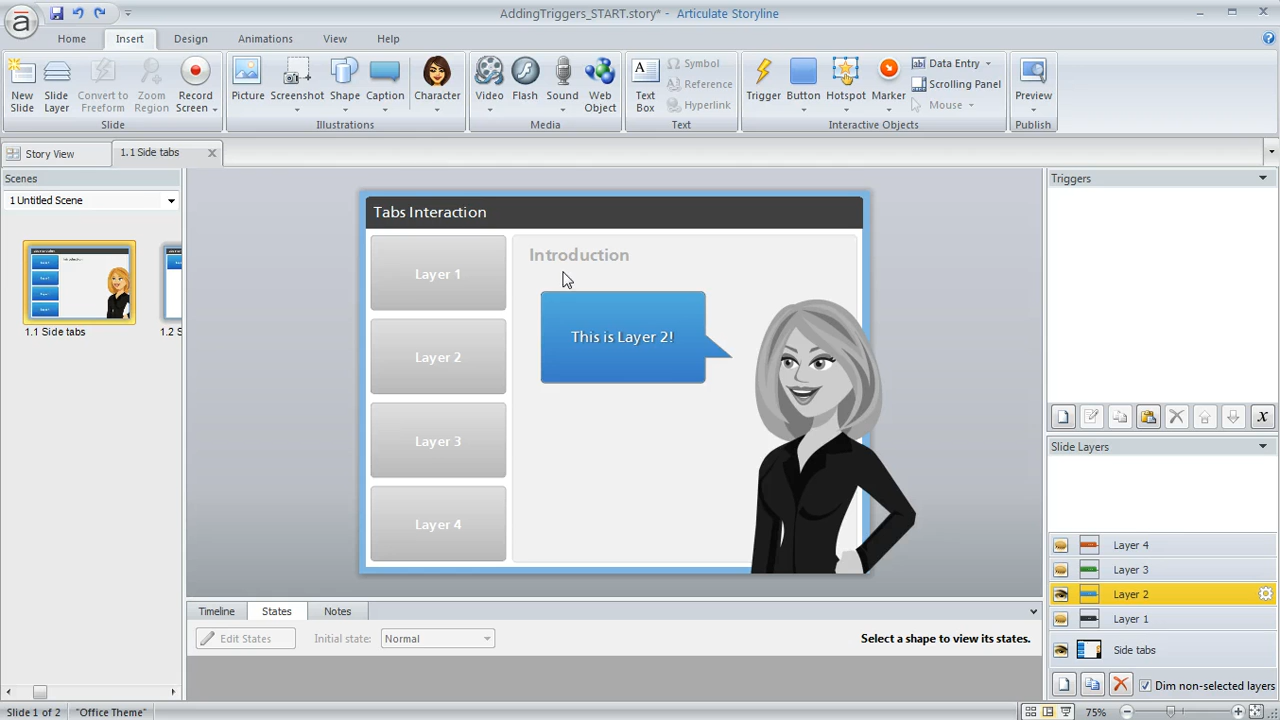 AddingTriggers_START.story* - Articulate Storyline
Home Insert Design Animations View Help
New Slide
Slide Layer
Convert to Freeform
Zoom Region
Record Screen
Slide
Picture
Screenshot
Shape
Caption
Character
Illustrations
Video
Flash
Sound
Web Object
Media
Text Box
Symbol
Reference
Hyperlink
Text
Trigger
Button
Hotspot
Marker
Data Entry
Scrolling Panel
Mouse
Interactive Objects
Preview
Publish
Story View
1.1 Side tabs
Scenes
1 Untitled Scene
1.1 Side tabs
1.2 S
Tabs Interaction
Layer 1
Layer 2
Layer 3
Layer 4
Introduction
This is Layer 2!
Triggers
Slide Layers
Layer 4
Layer 3
Layer 2
Layer 1
Side tabs
Dim non-selected layers
Timeline States Notes
Edit States Initial state: Normal
Select a shape to view its states.
Slide 1 of 2 "Office Theme" 75%